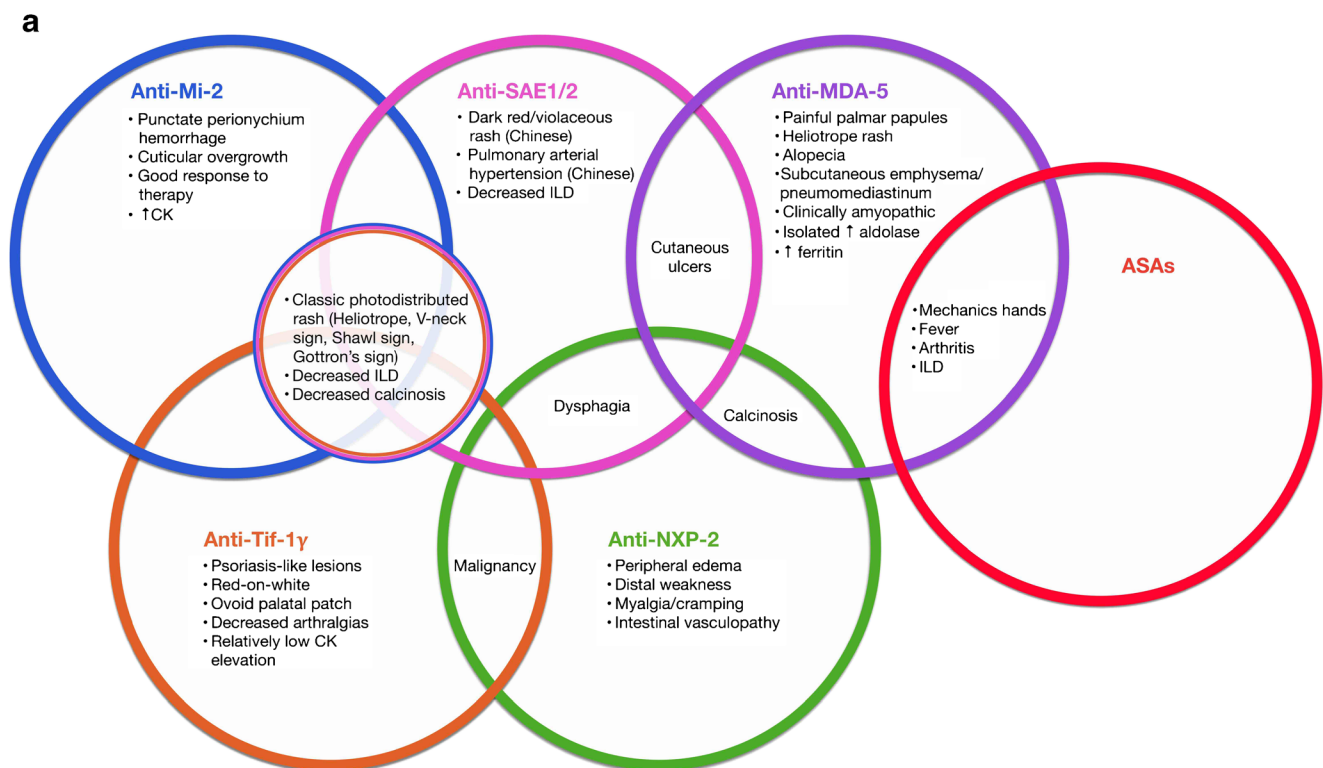 a
Anti-Mi-2
• Punctate perionychium
hemorrhage
• Cuticular overgrowth
• Good response to
therapy
• ↑CK
Anti-SAE1/2
• Dark red/violaceous
rash (Chinese)
• Pulmonary arterial
hypertension (Chinese)
• Decreased ILD
Anti-MDA-5
• Painful palmar papules
• Heliotrope rash
• Alopecia
• Subcutaneous emphysema/
pneumomediastinum
• Clinically amyopathic
• Isolated ↑ aldolase
• ↑ ferritin
ASAs
Cutaneous
ulcers
• Mechanics hands
• Fever
• Arthritis
• ILD
• Classic photodistributed
rash (Heliotrope, V-neck
sign, Shawl sign,
Gottron's sign)
• Decreased ILD
• Decreased calcinosis
Dysphagia
Calcinosis
Anti-Tif-1γ
• Psoriasis-like lesions
• Red-on-white
• Ovoid palatal patch
• Decreased arthralgias
• Relatively low CK
elevation
Malignancy
Anti-NXP-2
• Peripheral edema
• Distal weakness
• Myalgia/cramping
• Intestinal vasculopathy